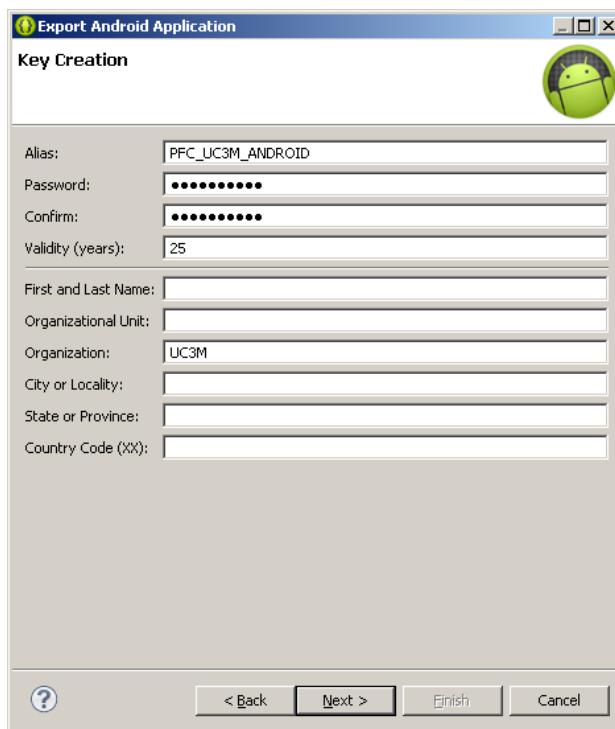 Export Android Application
Key Creation
Alias: PFC_UC3M_ANDROID
Password: ••••••••••
Confirm: ••••••••••
Validity (years): 25
First and Last Name:
Organizational Unit:
Organization: UC3M
City or Locality:
State or Province:
Country Code (XX):
? < Back Next > Finish Cancel